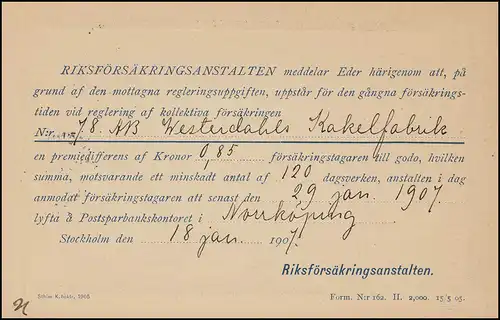 RIKSFÖRSÄKRINGSANSTALTEN meddelar Eder härigenom att, på
grund af den mottagna regleringsuppgiften, uppstår för den gångna försäkrings-
tiden vid reglering af kollektiva försäkringen
N:r 78. AB Westerdahls Kakelfabrik
en premiedifferens af Kronor 0,85 försäkringstagaren till godo, hvilken
summa, motsvarande ett minskadt antal af 120 dagsverken, anstalten i dag
anmodat försäkringstagaren att senast den 29 jan. 1907.
lyfta å Postsparbankskontoret i Norrköping
Stockholm den 18 jan. 1907.
Riksförsäkringsanstalten.
Form. N:r 162. H. 2,000. 15/5 05.